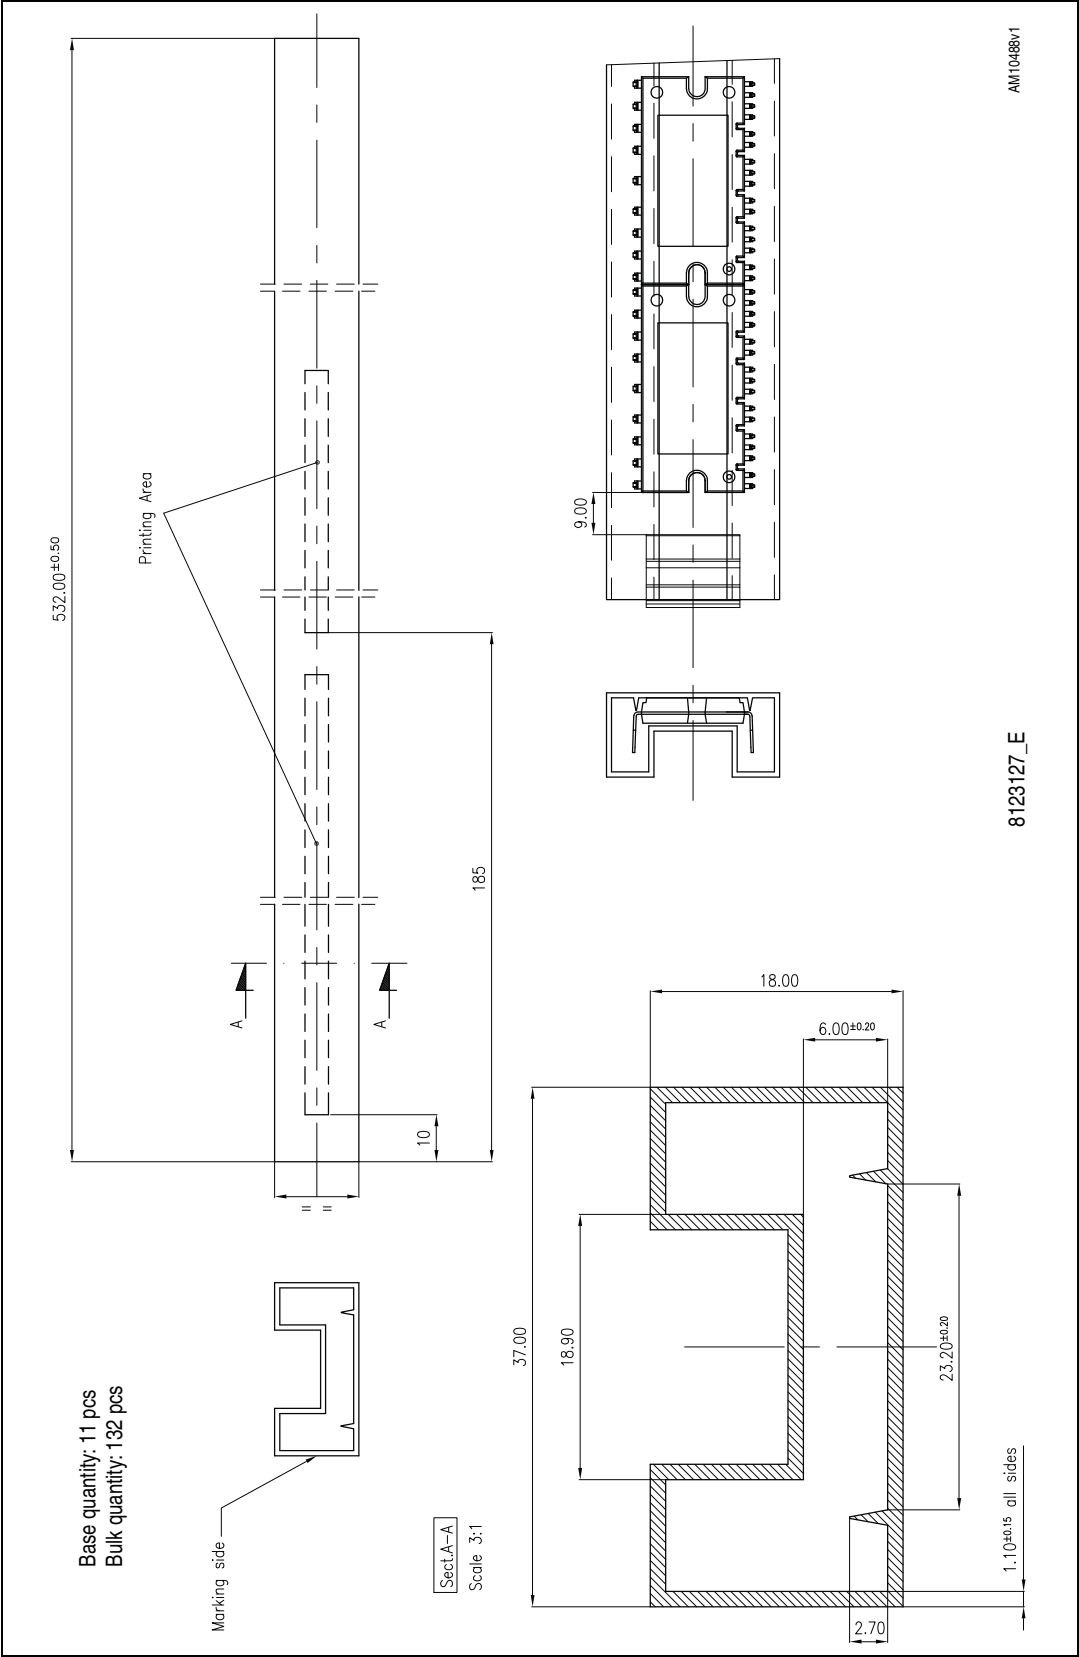 Base quantity: 11 pcs
Bulk quantity: 132 pcs
Marking side
532.00±0.50
Printing Area
A
A
10
185
= =
Sect.A-A
Scale 3:1
37.00
18.90
18.00
6.00±0.20
23.20±0.20
2.70
1.10±0.15 all sides
9.00
8123127_E
AM10488v1